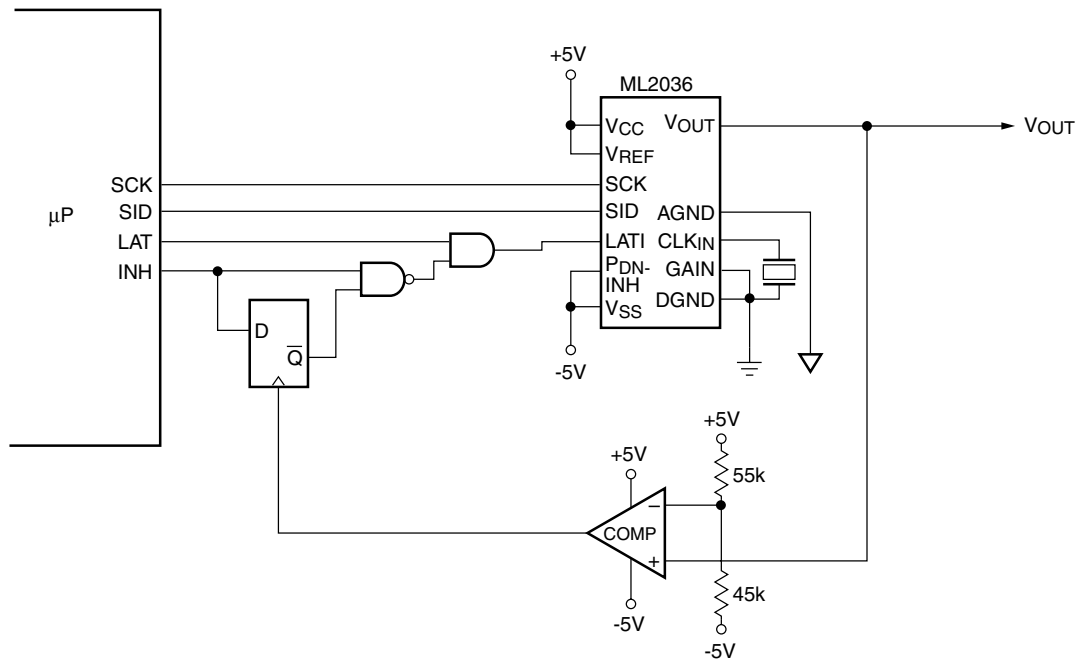 +5V
ML2036
VCC
VOUT
VOUT
VREF
SCK
SCK
μP
SID
SID
AGND
LAT
LATI
CLKIN
INH
PDN-
INH
GAIN
VSS
DGND
D
Q̅
-5V
+5V
+5V
55k
−
COMP
+
45k
-5V
-5V